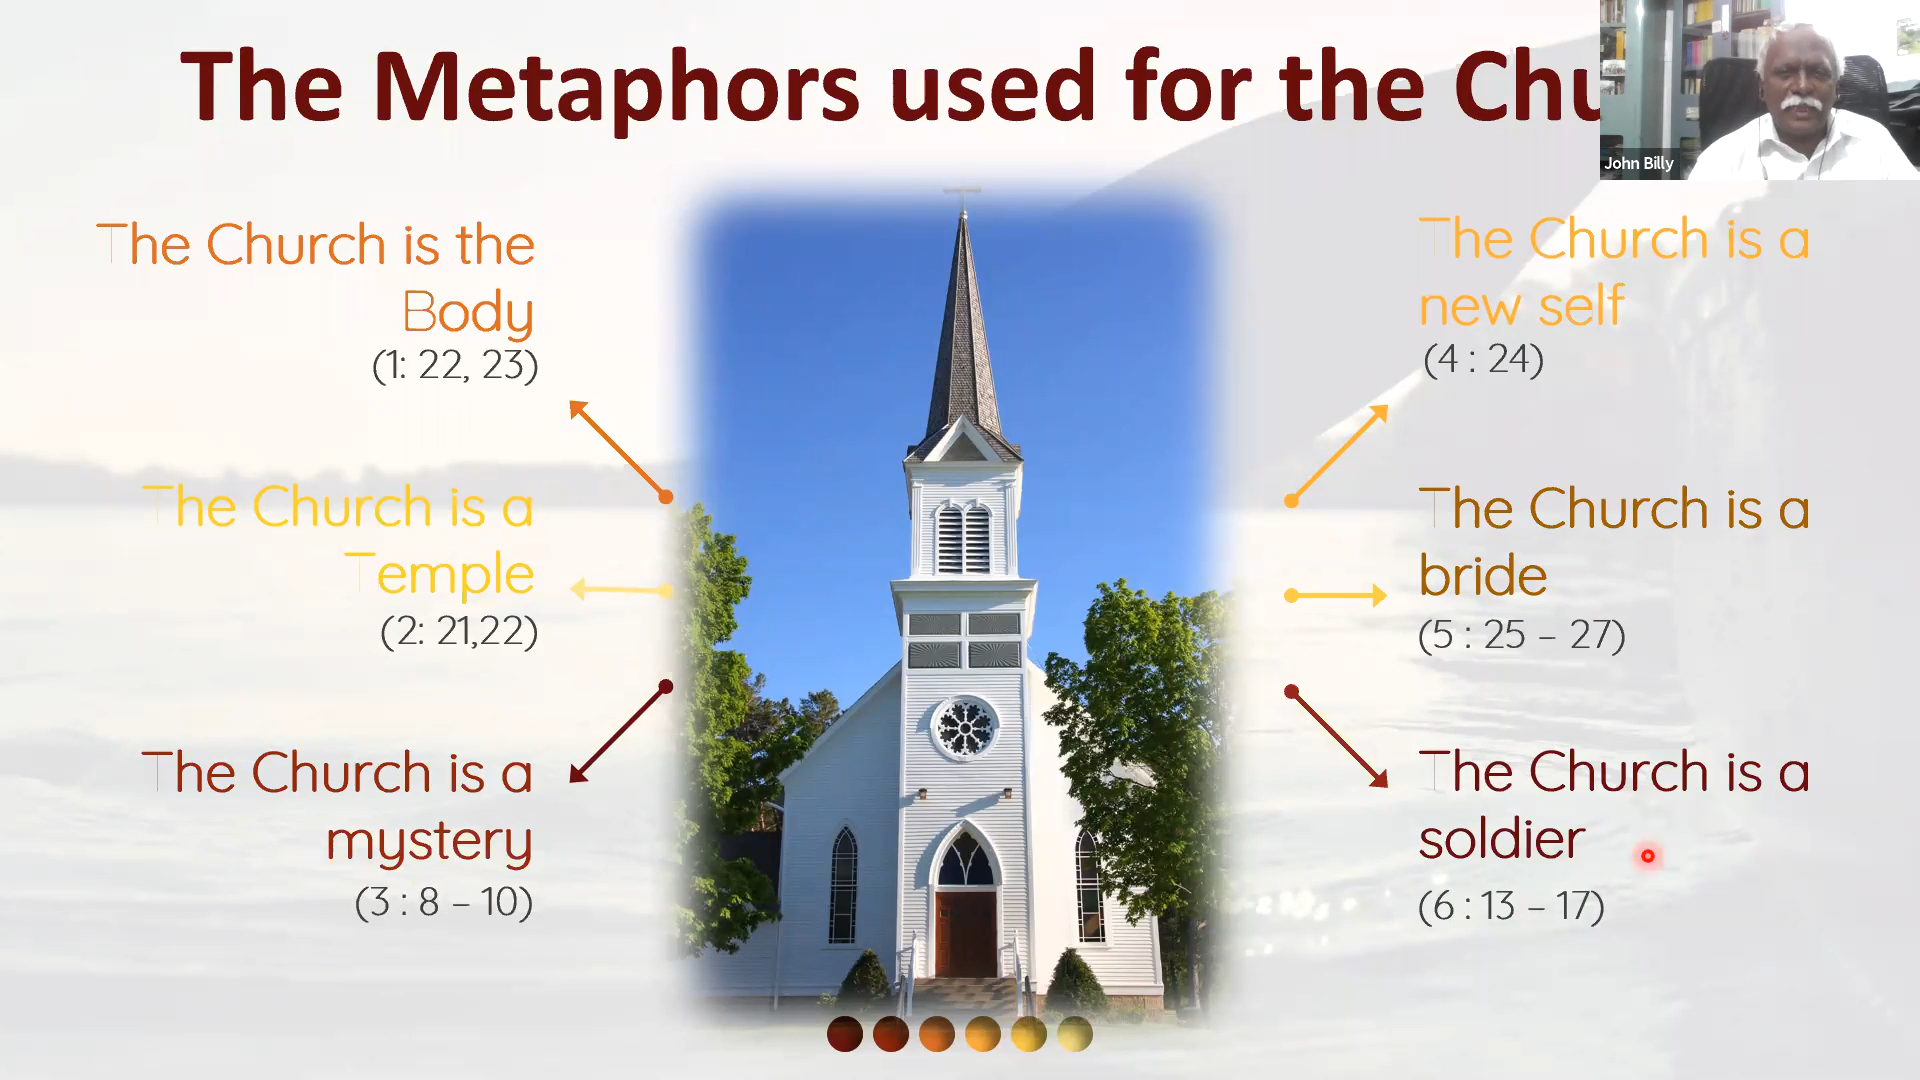 The Metaphors used for the Chu
John Billy
The Church is the
Body
(1: 22, 23)
The Church is a
Temple
(2: 21,22)
The Church is a
mystery
(3 : 8 – 10)
The Church is a
new self
(4 : 24)
The Church is a
bride
(5 : 25 – 27)
The Church is a
soldier
(6 : 13 – 17)